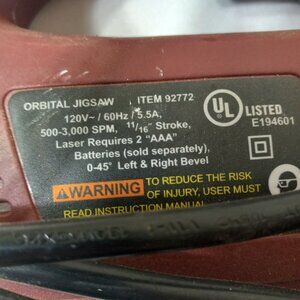 ORBITAL JIGSAW ITEM 92772
120V~ / 60Hz / 5.5A,
500-3,000 SPM, 11/16" Stroke,
Laser Requires 2 "AAA"
Batteries (sold separately),
0-45° Left & Right Bevel
UL LISTED
E194601
WARNING TO REDUCE THE RISK
OF INJURY, USER MUST
READ INSTRUCTION MANUAL